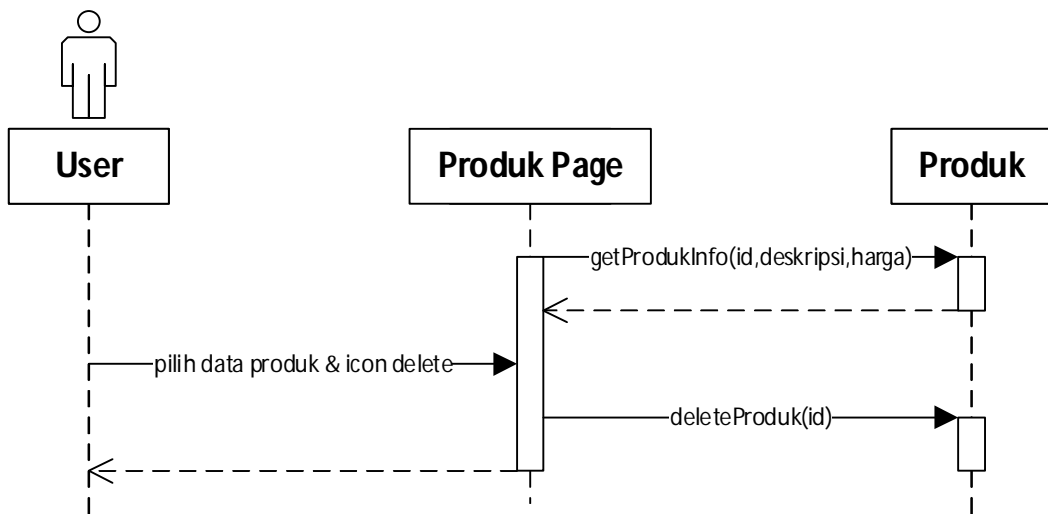 User
Produk Page
Produk
getProdukInfo(id,deskripsi,harga)
pilih data produk & icon delete
deleteProduk(id)